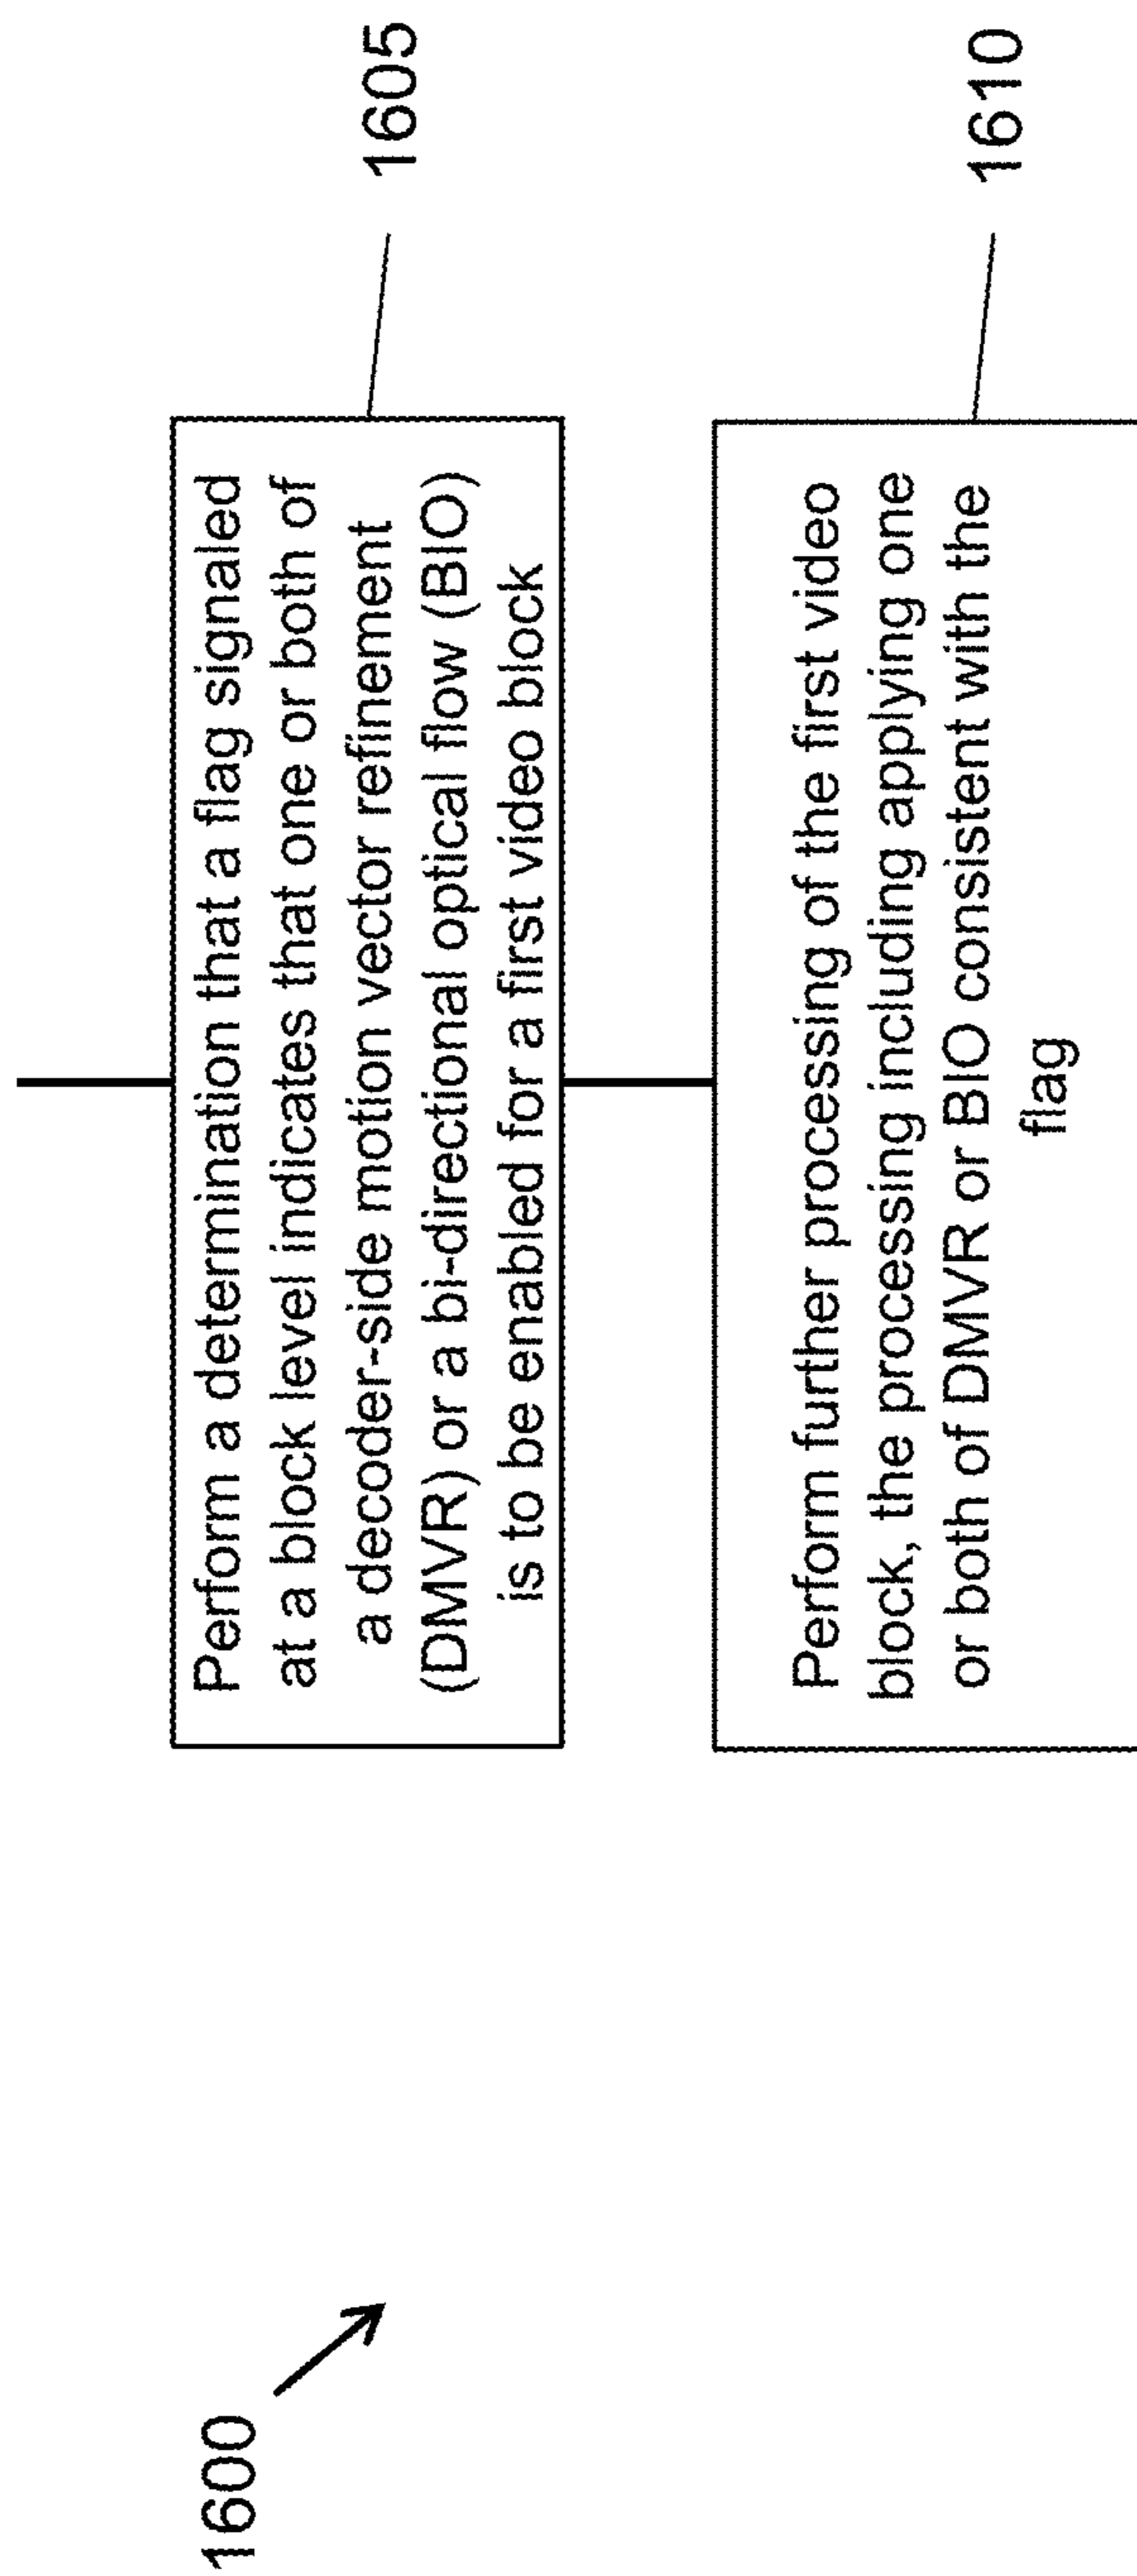 1600
Perform a determination that a flag signaled
at a block level indicates that one or both of
a decoder-side motion vector refinement
(DMVR) or a bi-directional optical flow (BIO)
is to be enabled for a first video block
1605
Perform further processing of the first video
block, the processing including applying one
or both of DMVR or BIO consistent with the
flag
1610